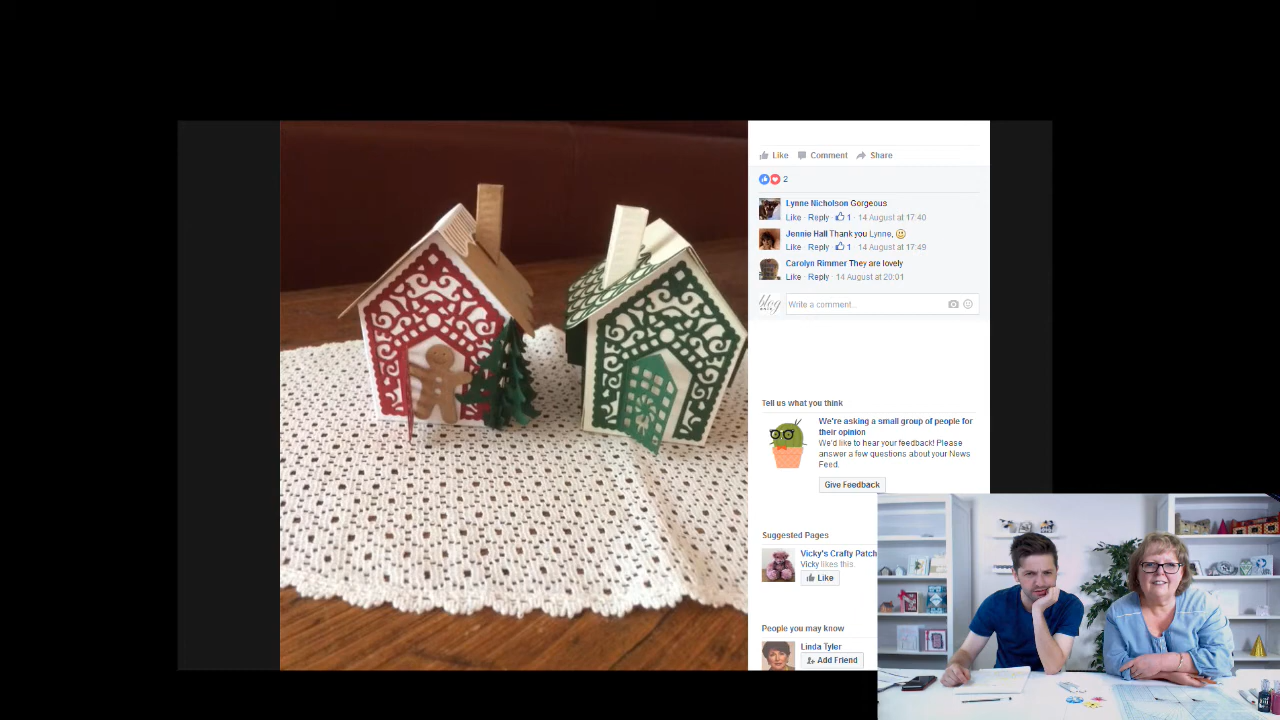 Like Comment Share
2
Lynne Nicholson Gorgeous
Like · Reply · 1 · 14 August at 17:40
Jennie Hall Thank you Lynne,
Like · Reply · 1 · 14 August at 17:49
Carolyn Rimmer They are lovely
Like · Reply · 14 August at 20:01
blog
Write a comment...
Tell us what you think
We're asking a small group of people for
their opinion
We'd like to hear your feedback! Please
answer a few questions about your News
Feed.
Give Feedback
Suggested Pages
Vicky's Crafty Patch
Vicky likes this.
Like
People you may know
Linda Tyler
Add Friend